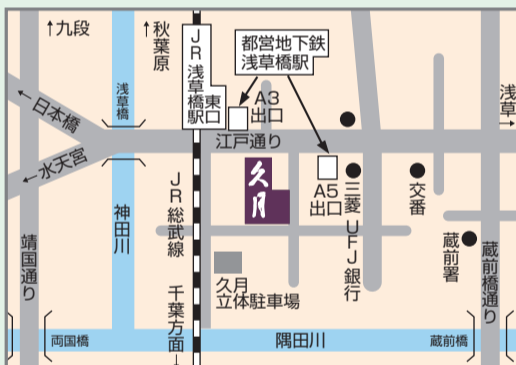 ↑九段
↑秋葉原
JR浅草橋駅
東口
都営地下鉄
浅草橋駅
A3
出口
浅草→
浅草橋
←日本橋
←水天宮
江戸通り
久月
A5
出口
三菱UFJ銀行
交番
蔵前署
蔵前橋通り
靖国通り
神田川
JR総武線
千葉方面→
久月
立体駐車場
両国橋
隅田川
蔵前橋